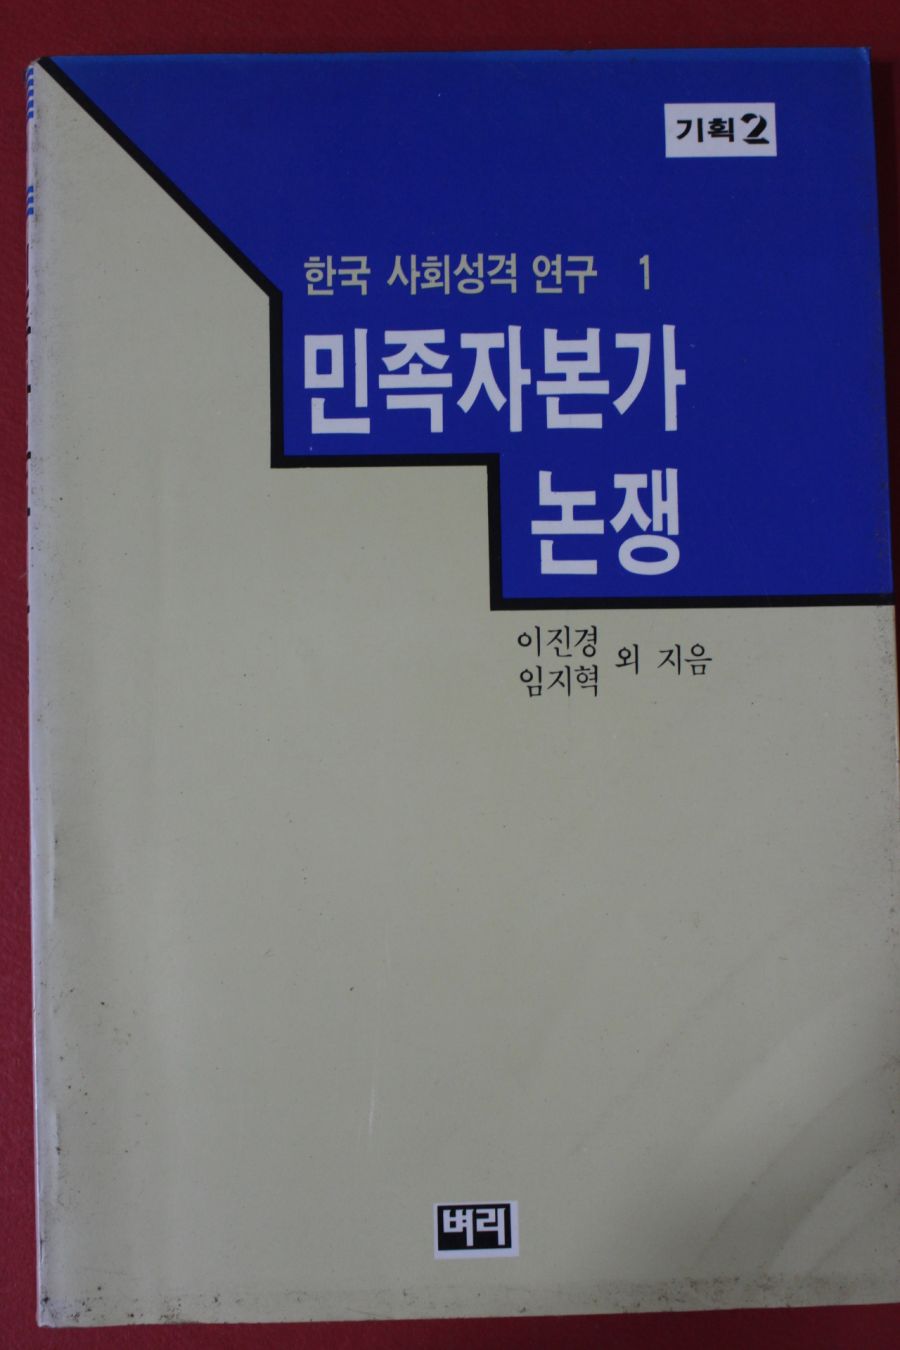 기획2
한국 사회성격 연구 1
민족자본가
논쟁
이진경
임지혁 외 지음
벼리